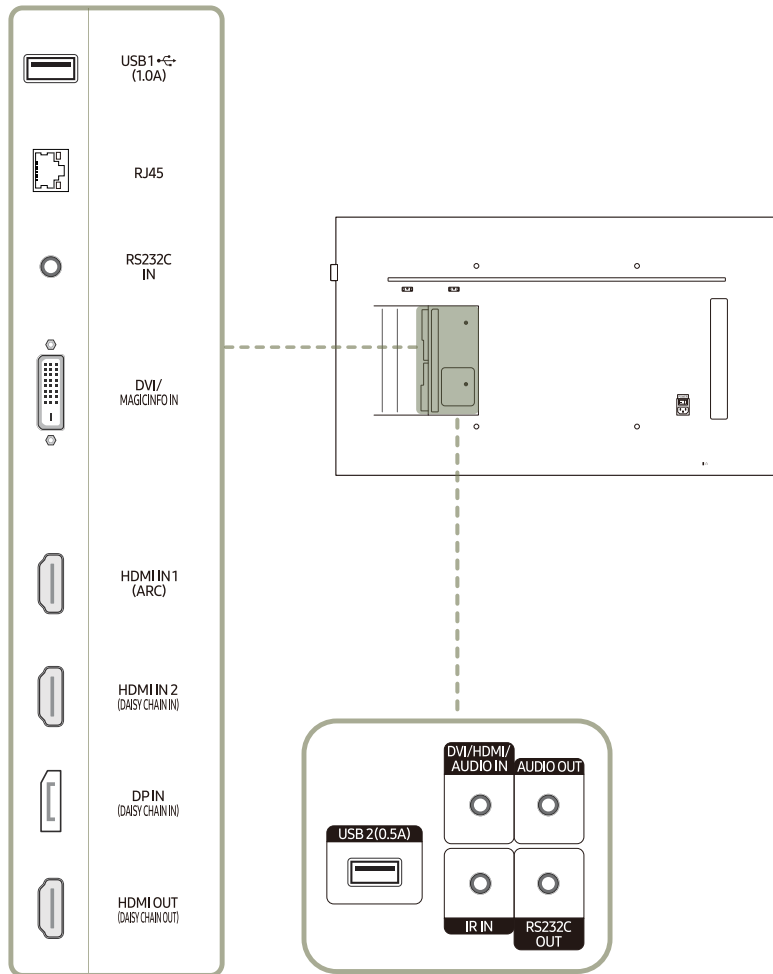 USB1
(1.0A)
RJ45
RS232C
IN
DVI/
MAGICINFO IN
HDMI IN 1
(ARC)
HDMI IN 2
(DAISY CHAIN IN)
DP IN
(DAISY CHAIN IN)
HDMI OUT
(DAISY CHAIN OUT)
DVI/HDMI/
AUDIO IN
AUDIO OUT
USB 2(0.5A)
IR IN
RS232C
OUT